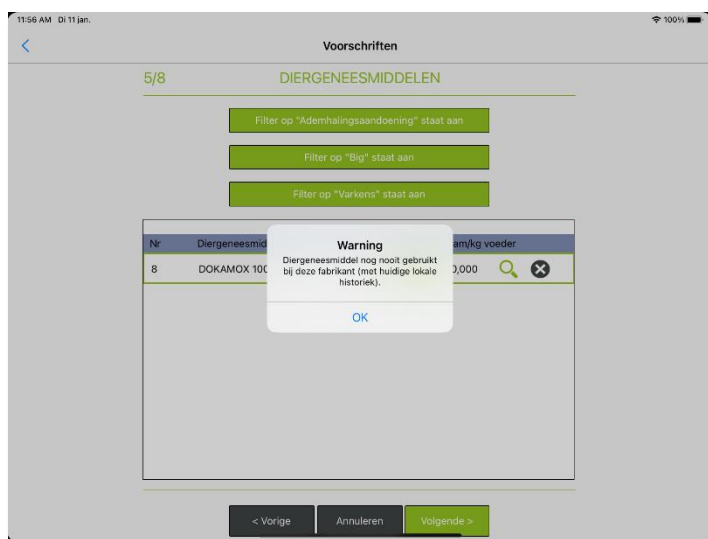 11:56 AM Di 11 jan.
100%
Voorschriften
5/8 DIERGENEESMIDDELEN
Filter op "Ademhalingsaandoening" staat aan
Filter op "Big" staat aan
Filter op "Varkens" staat aan
Nr Diergeneesmid am/kg voeder
8 DOKAMOX 100 0,000
Warning
Diergeneesmiddel nog nooit gebruikt
bij deze fabrikant (met huidige lokale
historiek).
OK
< Vorige Annuleren Volgende >